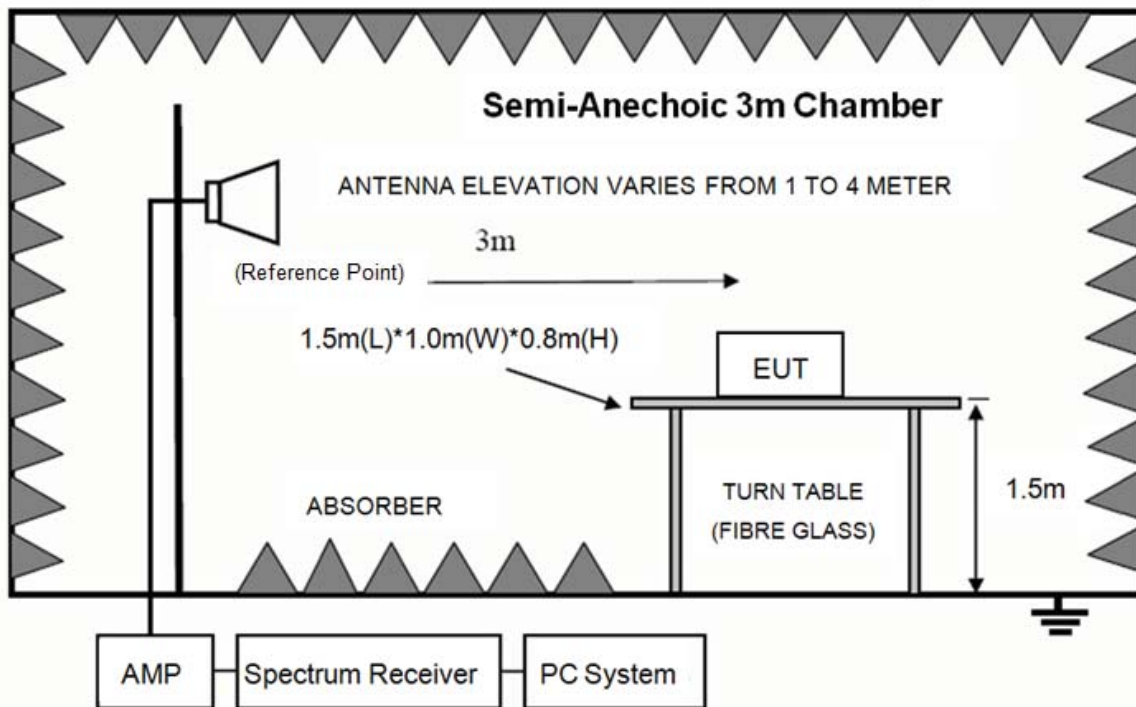 Semi-Anechoic 3m Chamber
ANTENNA ELEVATION VARIES FROM 1 TO 4 METER
3m
(Reference Point)
1.5m(L)*1.0m(W)*0.8m(H)
EUT
ABSORBER
TURN TABLE
(FIBRE GLASS)
1.5m
AMP
Spectrum Receiver
PC System